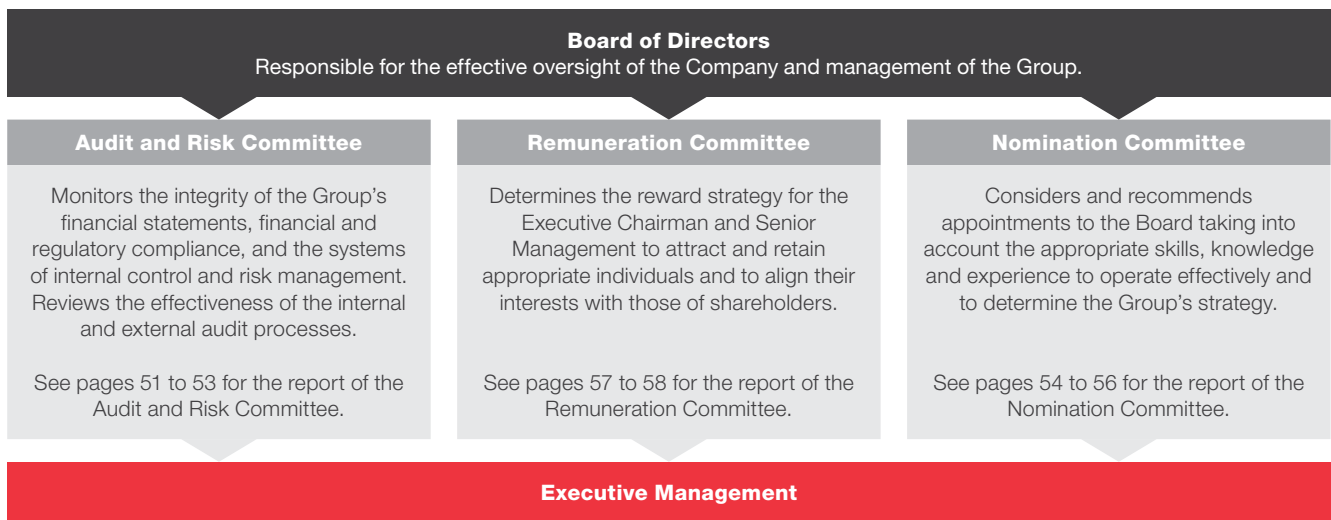 Board of Directors
Responsible for the effective oversight of the Company and management of the Group.
Audit and Risk Committee
Monitors the integrity of the Group’s
financial statements, financial and
regulatory compliance, and the systems
of internal control and risk management.
Reviews the effectiveness of the internal
and external audit processes.
See pages 51 to 53 for the report of the
Audit and Risk Committee.
Remuneration Committee
Determines the reward strategy for the
Executive Chairman and Senior
Management to attract and retain
appropriate individuals and to align their
interests with those of shareholders.
See pages 57 to 58 for the report of the
Remuneration Committee.
Nomination Committee
Considers and recommends
appointments to the Board taking into
account the appropriate skills, knowledge
and experience to operate effectively and
to determine the Group’s strategy.
See pages 54 to 56 for the report of the
Nomination Committee.
Executive Management